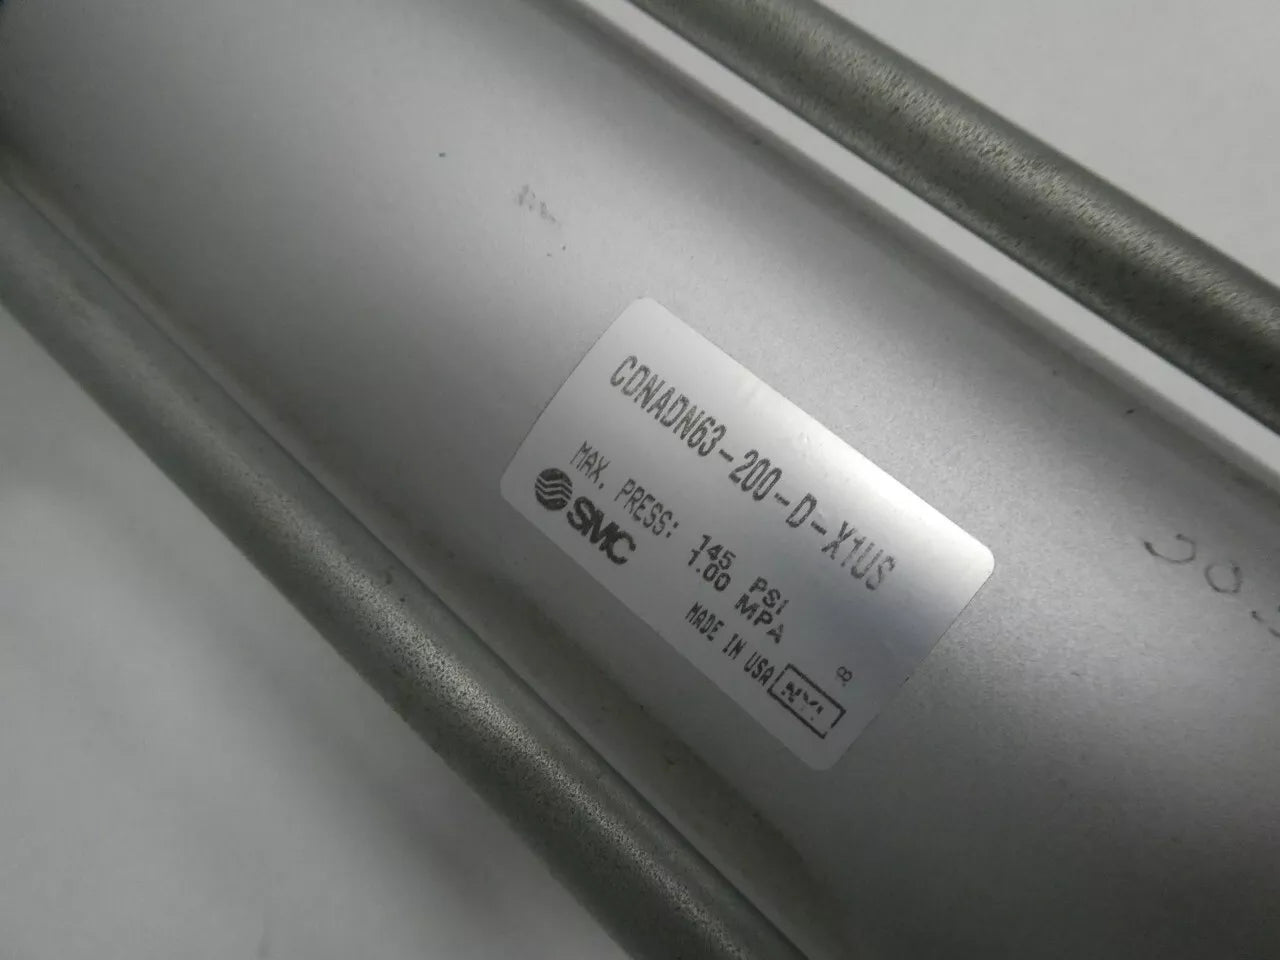 CDNADN63-200-D-X1US
MAX. PRESS: 145 PSI
1.00 MPA
SMC
MADE IN USA